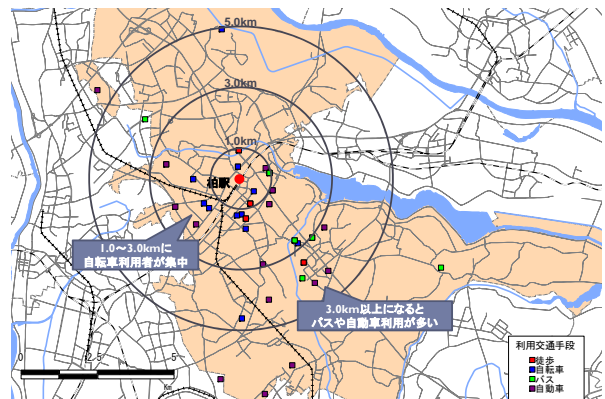 5.0km
3.0km
1.0km
柏駅
1.0～3.0kmに
自転車利用者が集中
3.0km以上になると
バスや自動車利用が多い
利用交通手段
徒歩
自転車
バス
自動車
0 2.5 5
Km